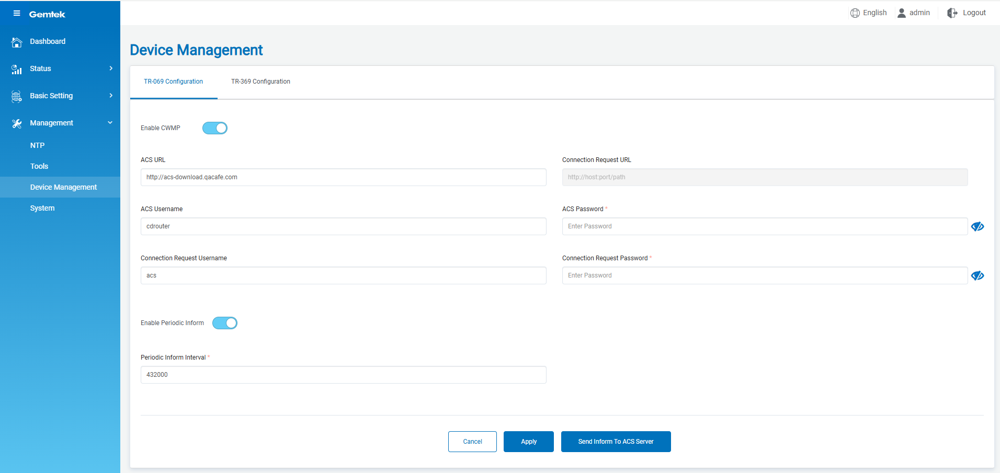 Gemtek
English
admin
Logout
Dashboard
Status
Basic Setting
Management
NTP
Tools
Device Management
System
Device Management
TR-069 Configuration
TR-369 Configuration
Enable CWMP
ACS URL
Connection Request URL
http://acs-download.qacafe.com
http://host:port/path
ACS Username
ACS Password *
cdrouter
Enter Password
Connection Request Username
Connection Request Password *
acs
Enter Password
Enable Periodic Inform
Periodic Inform Interval *
432000
Cancel
Apply
Send Inform To ACS Server